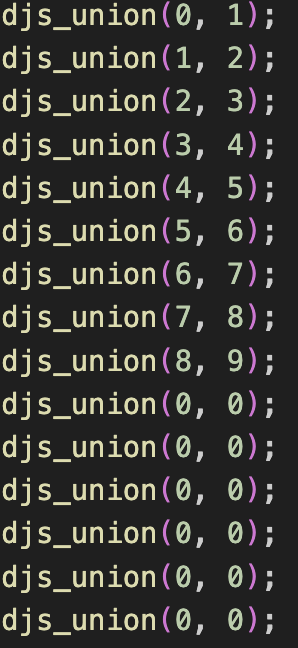 djs_union(0, 1);
djs_union(1, 2);
djs_union(2, 3);
djs_union(3, 4);
djs_union(4, 5);
djs_union(5, 6);
djs_union(6, 7);
djs_union(7, 8);
djs_union(8, 9);
djs_union(0, 0);
djs_union(0, 0);
djs_union(0, 0);
djs_union(0, 0);
djs_union(0, 0);
djs_union(0, 0);